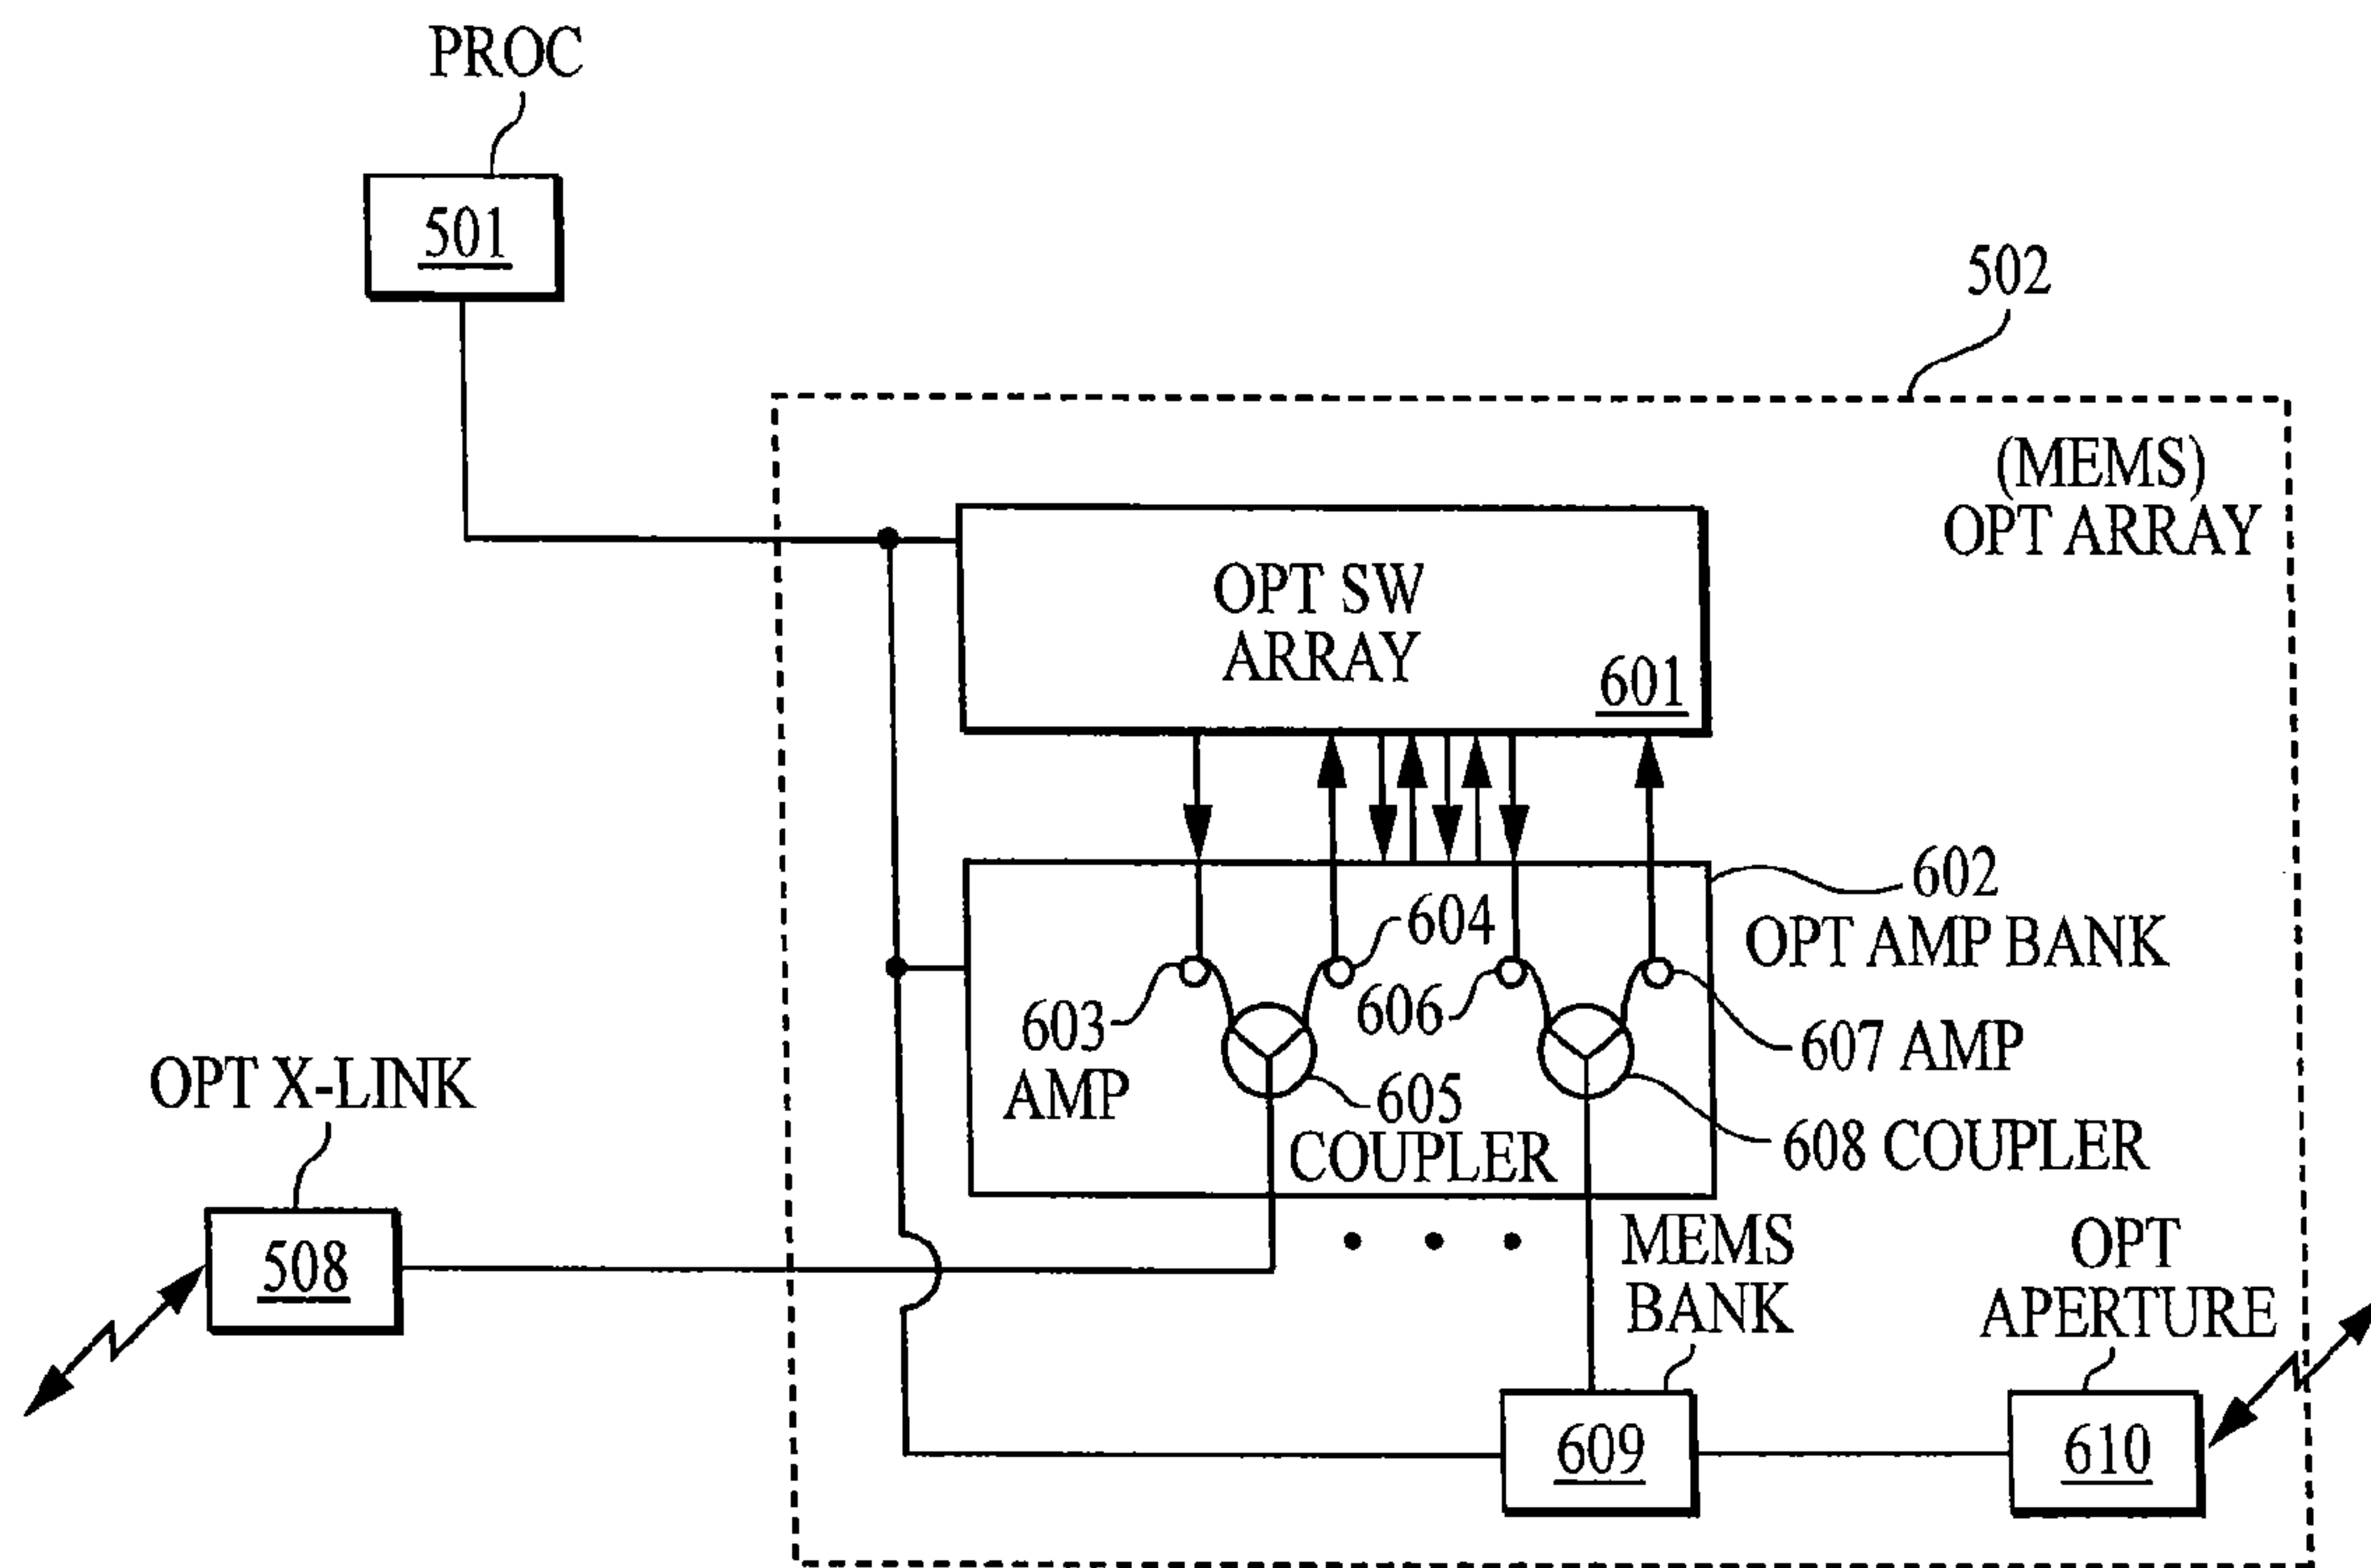 PROC
501
502
(MEMS)
OPT ARRAY
OPT SW
ARRAY
601
602
OPT AMP BANK
604
603
AMP
606
607 AMP
605
COUPLER
608 COUPLER
OPT X-LINK
508
MEMS
BANK
609
OPT
APERTURE
610